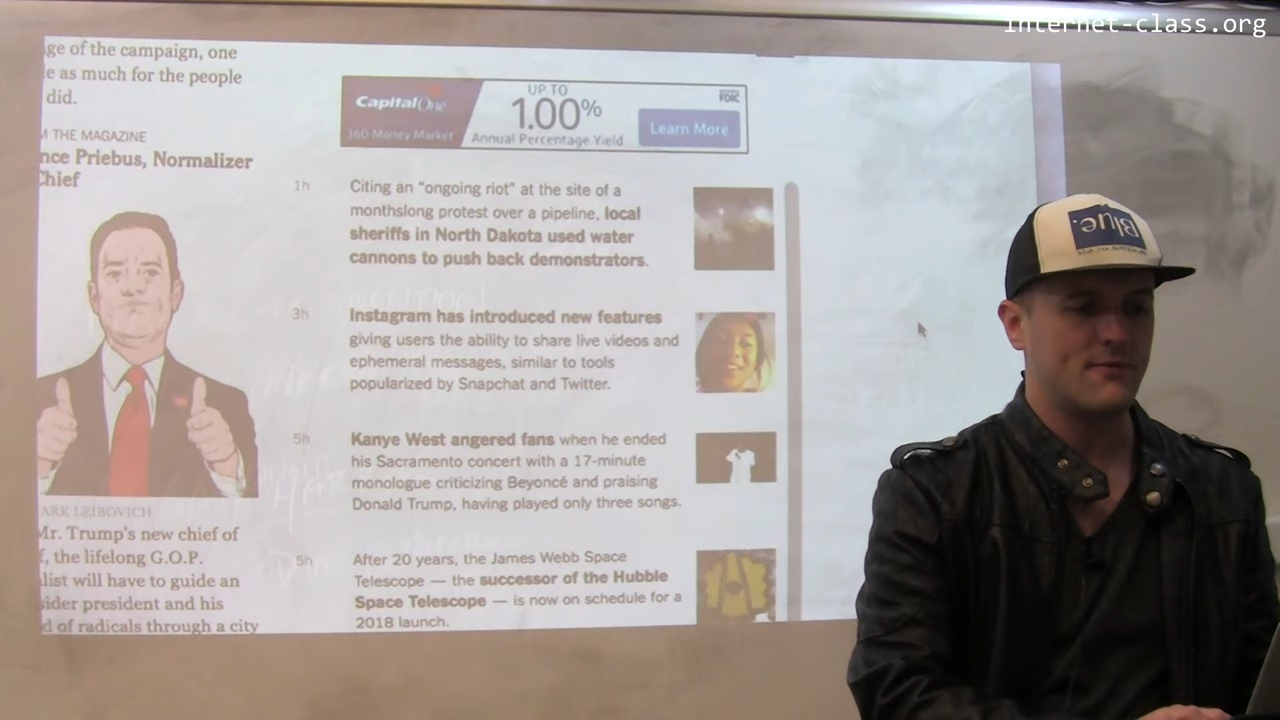 internet-class.org
ge of the campaign, one
e as much for the people
did.
M THE MAGAZINE
nce Priebus, Normalizer
Chief
ARK LEIBOVICH
Mr. Trump's new chief of
f, the lifelong G.O.P.
list will have to guide an
sider president and his
d of radicals through a city
CapitalOne
360 Money Market
UP TO
1.00%
Annual Percentage Yield
Learn More
FDIC
1h
Citing an "ongoing riot" at the site of a
monthslong protest over a pipeline, local
sheriffs in North Dakota used water
cannons to push back demonstrators.
3h
Instagram has introduced new features
giving users the ability to share live videos and
ephemeral messages, similar to tools
popularized by Snapchat and Twitter.
5h
Kanye West angered fans when he ended
his Sacramento concert with a 17-minute
monologue criticizing Beyoncé and praising
Donald Trump, having played only three songs.
5h
After 20 years, the James Webb Space
Telescope — the successor of the Hubble
Space Telescope — is now on schedule for a
2018 launch.
Blue.